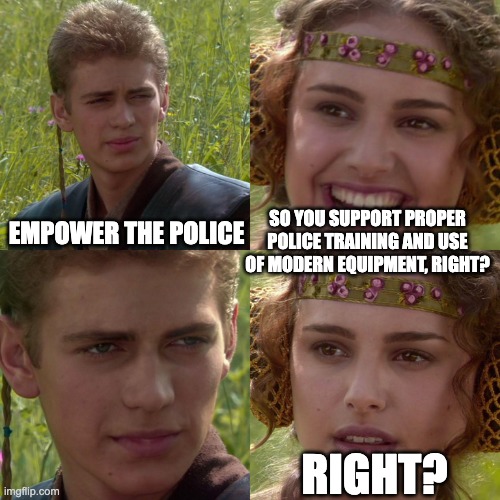 EMPOWER THE POLICE
SO YOU SUPPORT PROPER
POLICE TRAINING AND USE
OF MODERN EQUIPMENT, RIGHT?
RIGHT?
imgflip.com